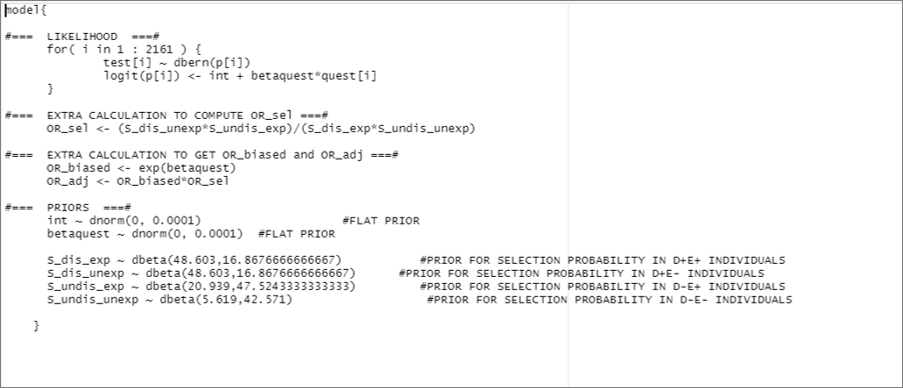 model{
#=== LIKELIHOOD ===#
for( i in 1 : 2161 ) {
test[i] ~ dbern(p[i])
logit(p[i]) <- int + betaquest*quest[i]
}
#=== EXTRA CALCULATION TO COMPUTE OR_sel ===#
OR_sel <- (S_dis_unexp*S_undis_exp)/(S_dis_exp*S_undis_unexp)
#=== EXTRA CALCULATION TO GET OR_biased and OR_adj ===#
OR_biased <- exp(betaquest)
OR_adj <- OR_biased*OR_sel
#=== PRIORS ===#
int ~ dnorm(0, 0.0001) #FLAT PRIOR
betaquest ~ dnorm(0, 0.0001) #FLAT PRIOR
S_dis_exp ~ dbeta(48.603,16.8676666666667) #PRIOR FOR SELECTION PROBABILITY IN D+E+ INDIVIDUALS
S_dis_unexp ~ dbeta(48.603,16.8676666666667) #PRIOR FOR SELECTION PROBABILITY IN D+E- INDIVIDUALS
S_undis_exp ~ dbeta(20.939,47.5243333333333) #PRIOR FOR SELECTION PROBABILITY IN D-E+ INDIVIDUALS
S_undis_unexp ~ dbeta(5.619,42.571) #PRIOR FOR SELECTION PROBABILITY IN D-E- INDIVIDUALS
}